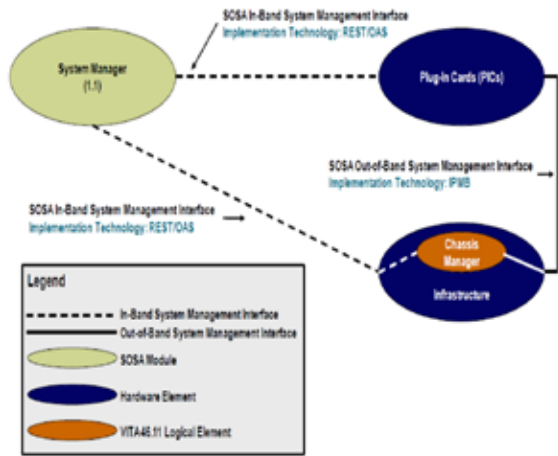 SOSA In-Band System Management Interface
Implementation Technology: REST/OAS
System Manager
(1.1)
Plug-In Cards (PICs)
SOSA Out-of-Band System Management Interface
Implementation Technology: IPMB
SOSA In-Band System Management Interface
Implementation Technology: REST/OAS
Chassis
Manager
Infrastructure
Legend
In-Band System Management Interface
Out-of-Band System Management Interface
SOSA Module
Hardware Element
VITA46.11 Logical Element